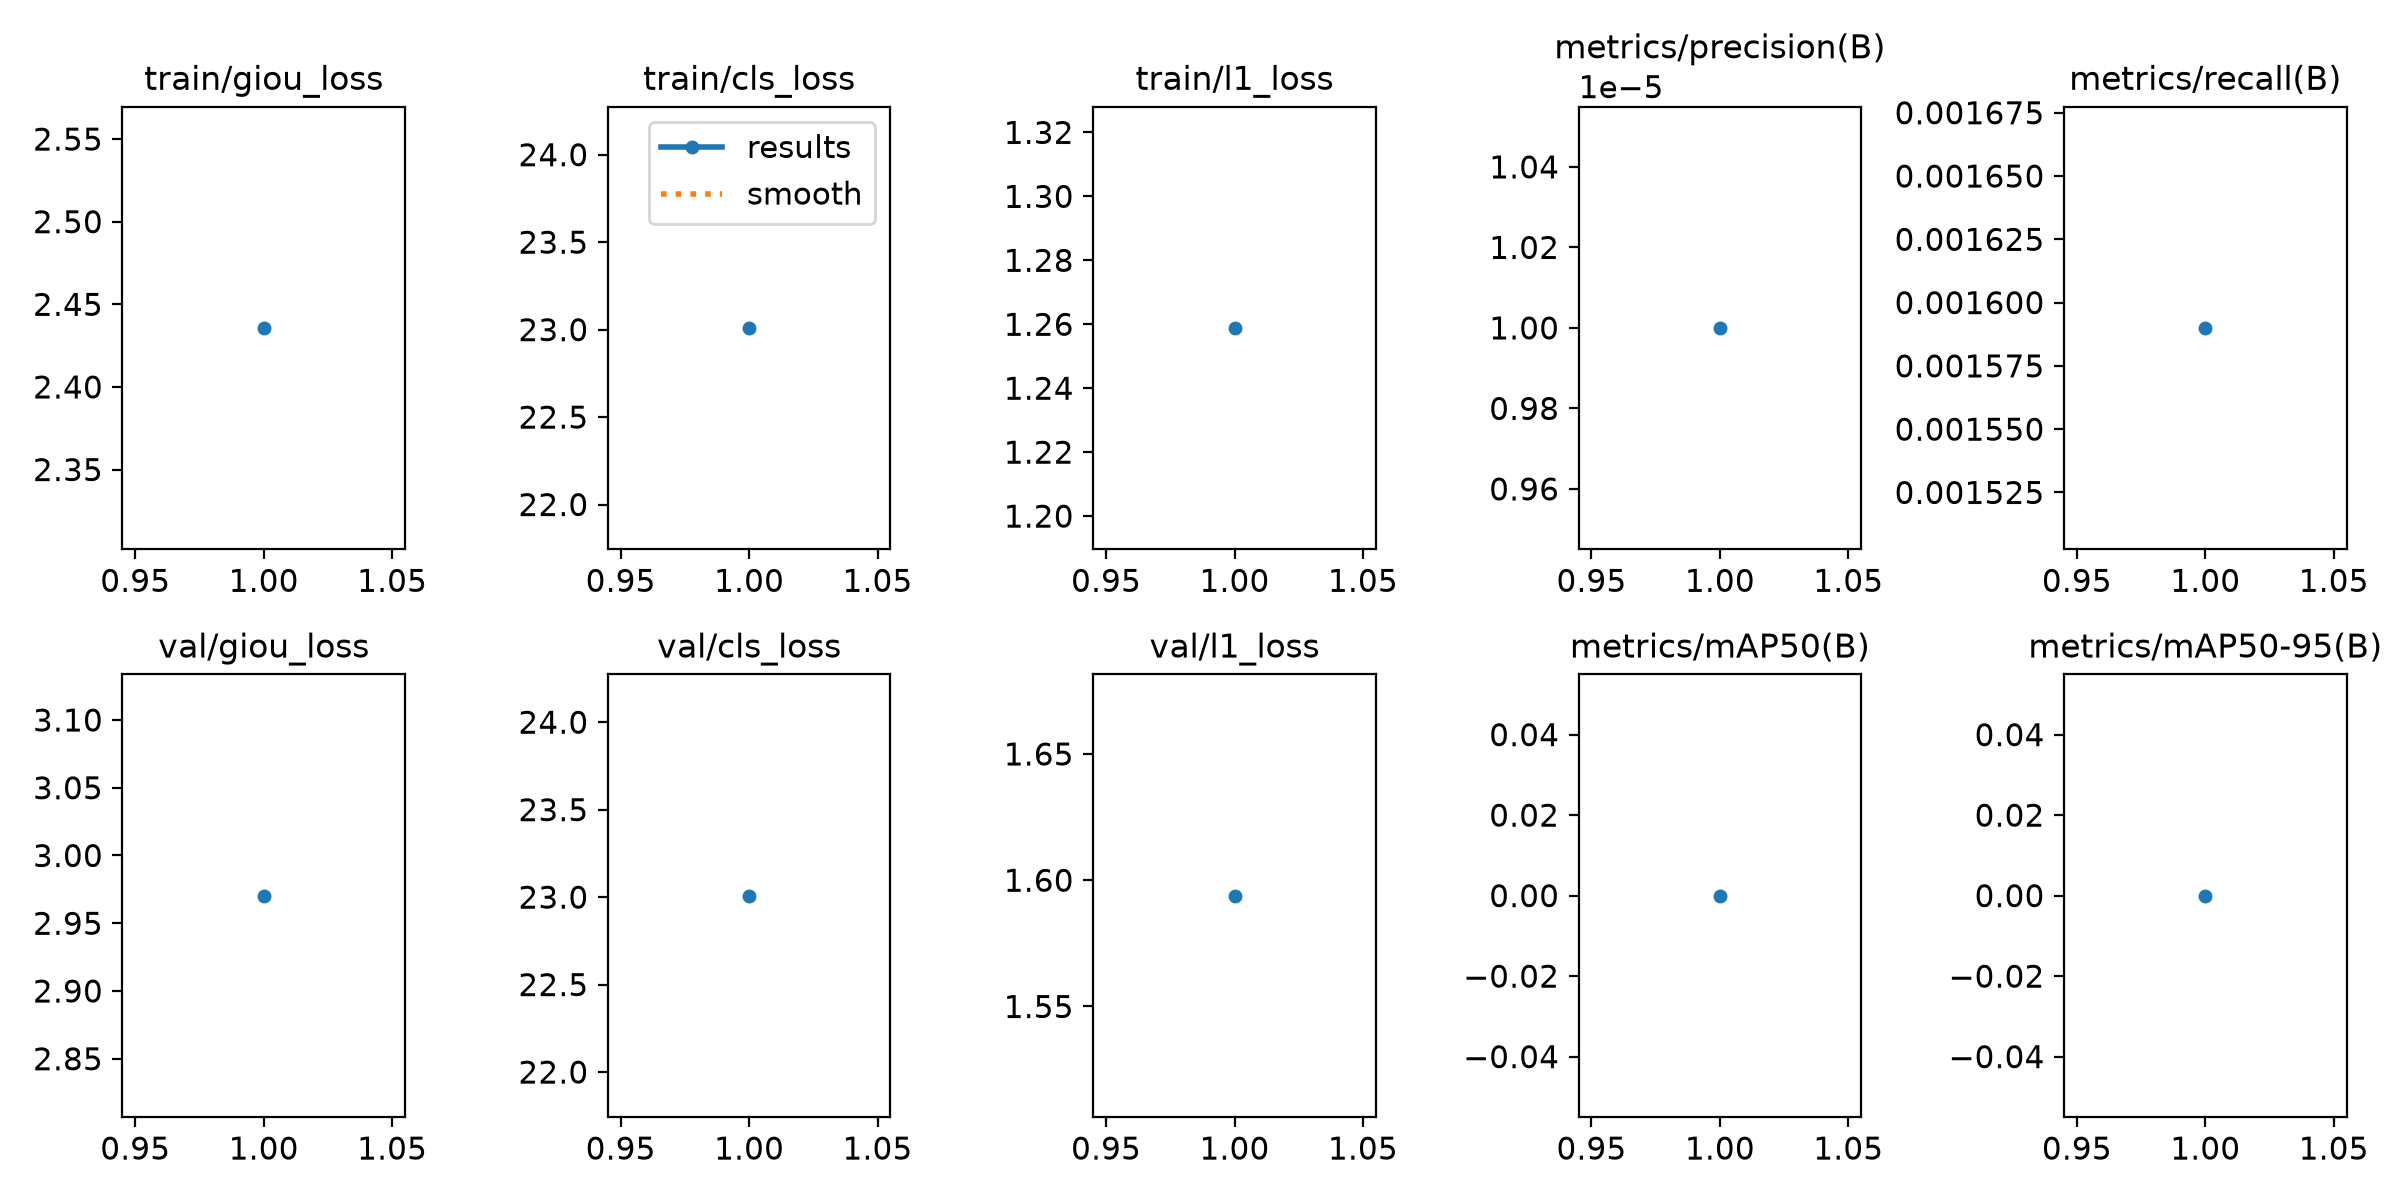 train/giou_loss
2.55
2.50
2.45
2.40
2.35
0.95 1.00 1.05
train/cls_loss
results
smooth
24.0
23.5
23.0
22.5
22.0
0.95 1.00 1.05
train/l1_loss
1.32
1.30
1.28
1.26
1.24
1.22
1.20
0.95 1.00 1.05
metrics/precision(B)
1e−5
1.04
1.02
1.00
0.98
0.96
0.95 1.00 1.05
metrics/recall(B)
0.001675
0.001650
0.001625
0.001600
0.001575
0.001550
0.001525
0.95 1.00 1.05
val/giou_loss
3.10
3.05
3.00
2.95
2.90
2.85
0.95 1.00 1.05
val/cls_loss
24.0
23.5
23.0
22.5
22.0
0.95 1.00 1.05
val/l1_loss
1.65
1.60
1.55
0.95 1.00 1.05
metrics/mAP50(B)
0.04
0.02
0.00
−0.02
−0.04
0.95 1.00 1.05
metrics/mAP50-95(B)
0.04
0.02
0.00
−0.02
−0.04
0.95 1.00 1.05